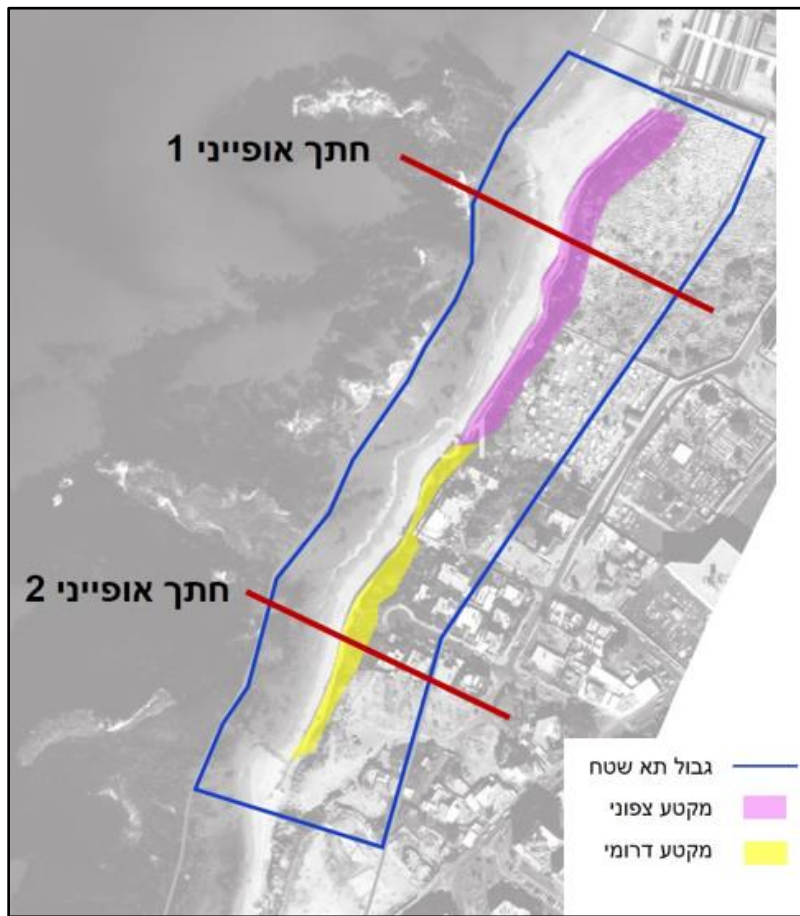 חתך אופייני 1
חתך אופייני 2
גבול תא שטח
מקטע צפוני
מקטע דרומי